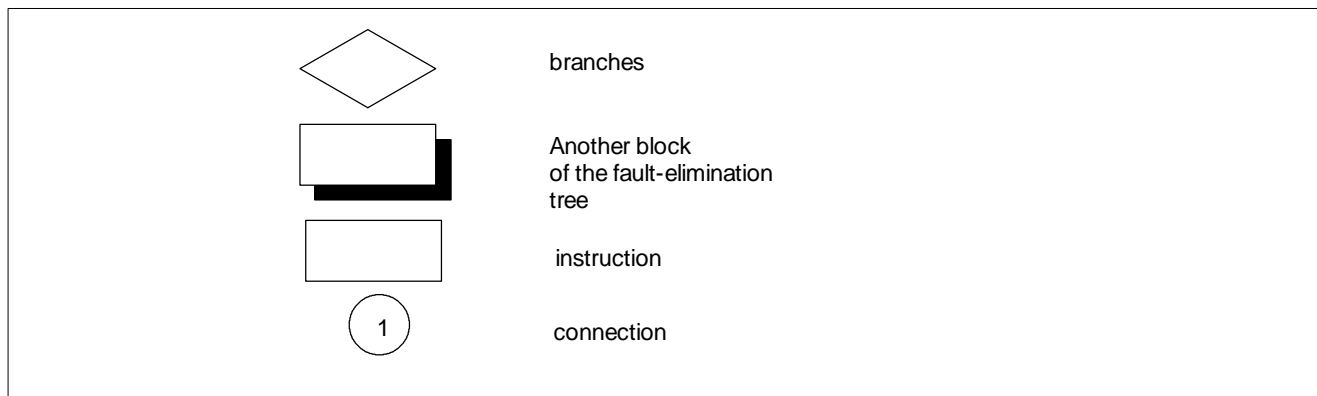 branches
Another block
of the fault-elimination
tree
instruction
1
connection